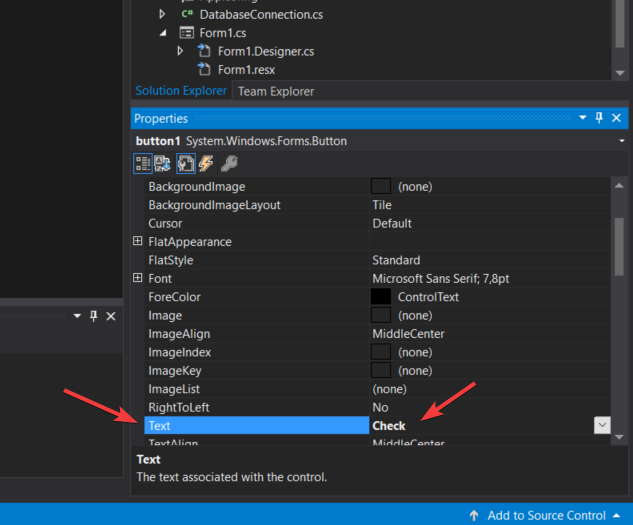 C# DatabaseConnection.cs
Form1.cs
Form1.Designer.cs
Form1.resx
Solution Explorer Team Explorer
Properties
button1 System.Windows.Forms.Button
BackgroundImage (none)
BackgroundImageLayout Tile
Cursor Default
FlatAppearance
FlatStyle Standard
Font Microsoft Sans Serif; 7,8pt
ForeColor ControlText
Image (none)
ImageAlign MiddleCenter
ImageIndex (none)
ImageKey (none)
ImageList (none)
RightToLeft No
Text Check
TextAlign MiddleCenter
Text
The text associated with the control.
Add to Source Control